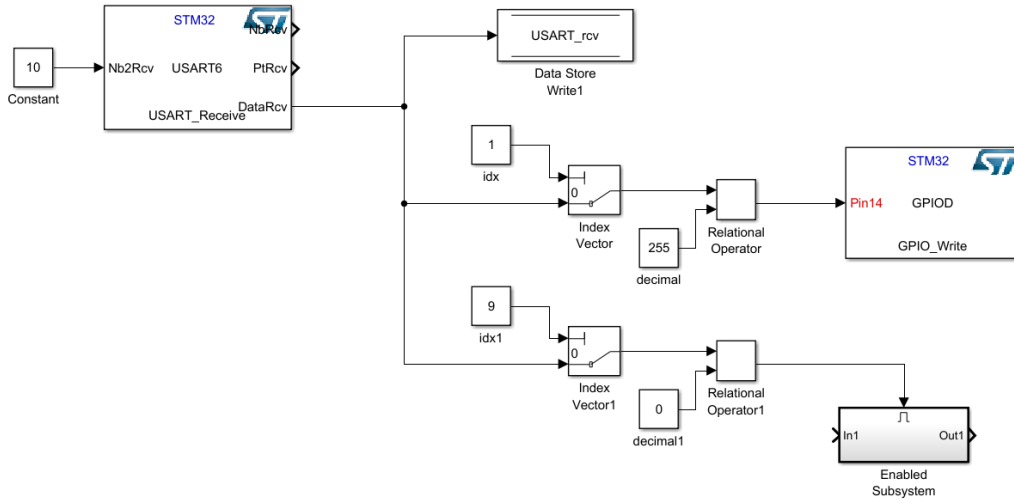 STM32
NbRcv
10
Nb2Rcv
USART6
PtRcv
Constant
DataRcv
USART_Receive
USART_rcv
Data Store
Write1
1
idx
0
Index
Vector
255
decimal
Relational
Operator
STM32
Pin14
GPIOD
GPIO_Write
9
idx1
0
Index
Vector1
0
decimal1
Relational
Operator1
In1
Out1
Enabled
Subsystem